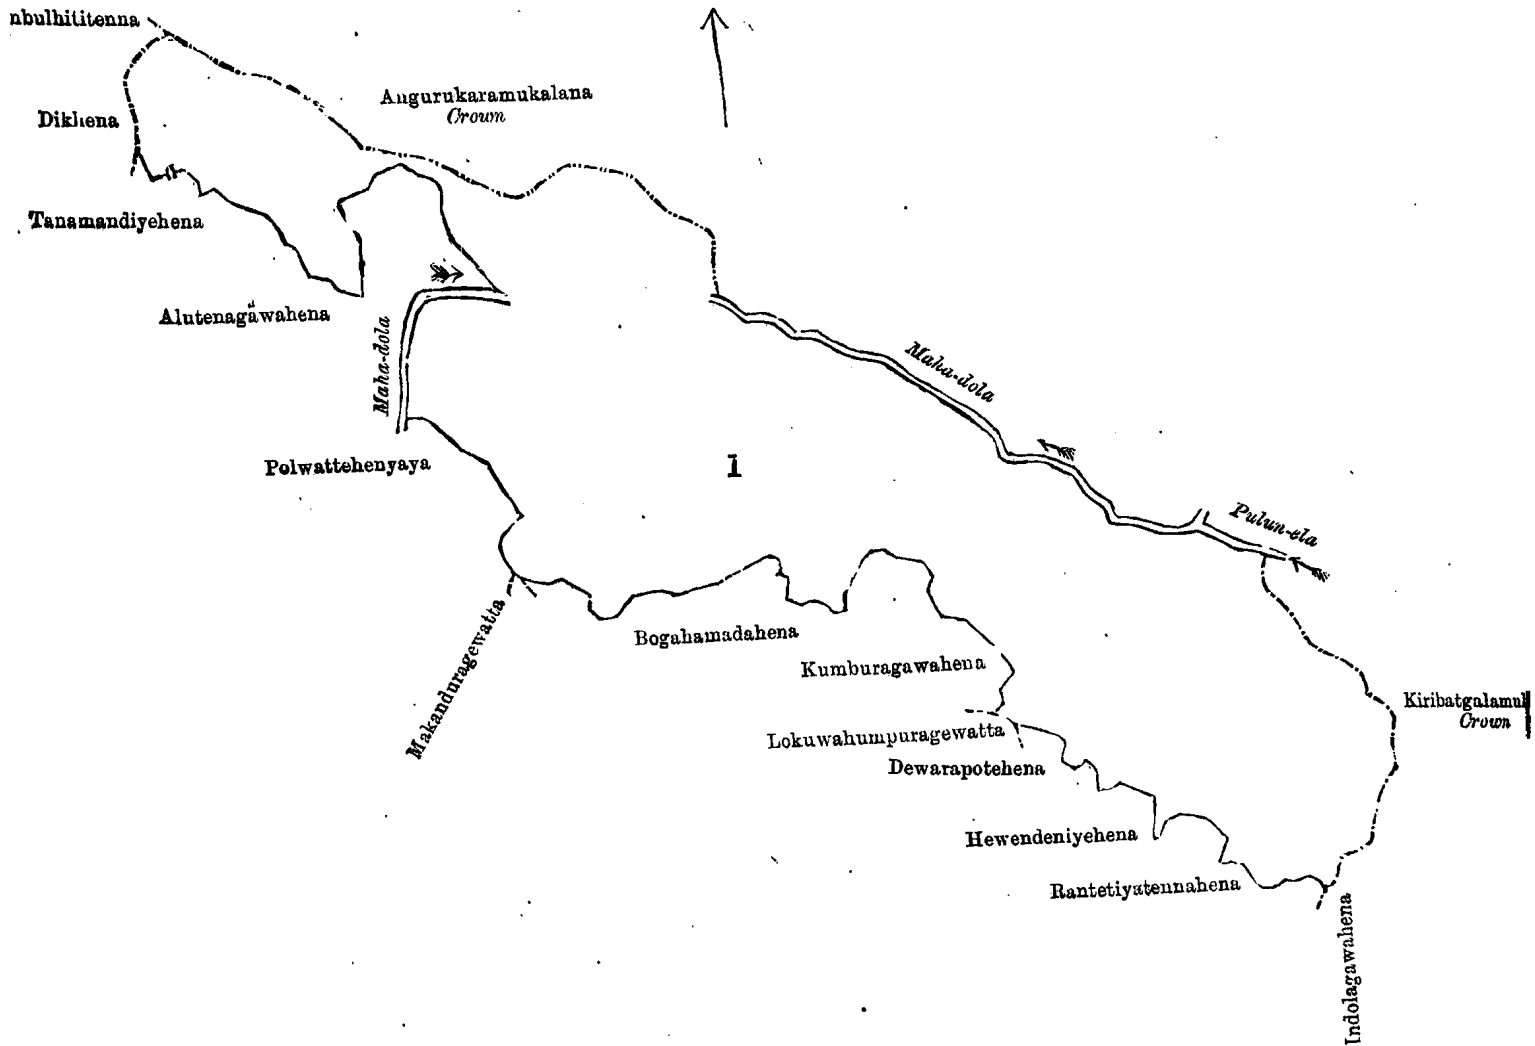 nbulhititenna
Angurukaramukalana
Crown
Dikhena
Tanamandiyehena
Alutenagäwahena
Maha-dola
Maha-dola
Polwattehenyaya
1
Pulun-ela
Makanduragewatta
Bogahamadahena
Kumburagawahena
Kiribatgalamul
Crown
Lokuwahumpuragewatta
Dewarapotehena
Hewendeniyehena
Rantetiyatennahena
Indolagawahena